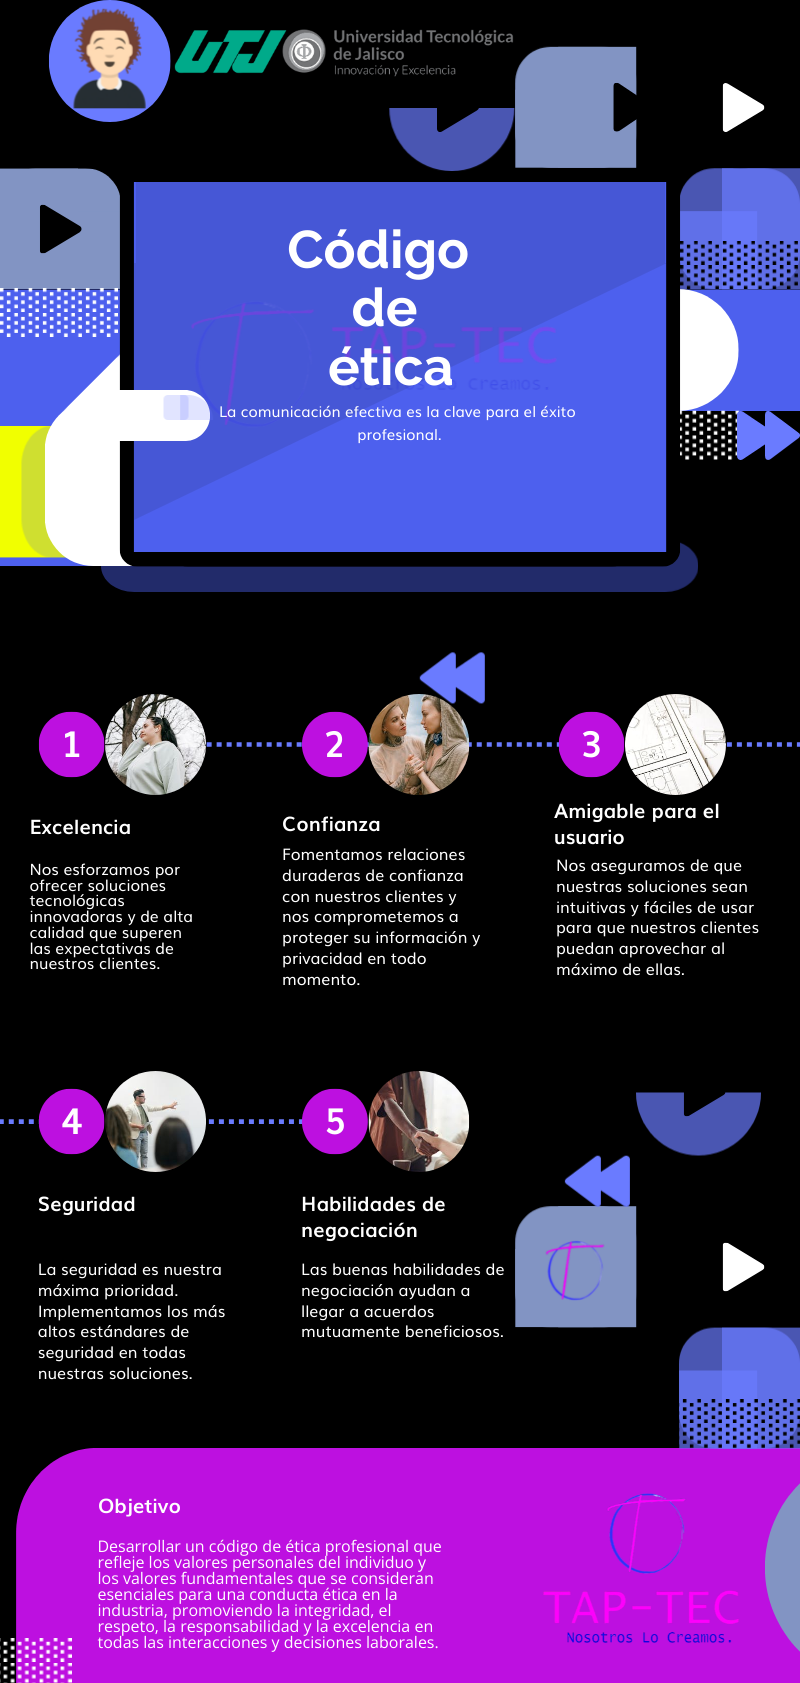 UTJ
Universidad Tecnológica
de Jalisco
Innovación y Excelencia
Código
de
ética
TAP-TEC
Lo Creamos.
La comunicación efectiva es la clave para el éxito
profesional.
1
Excelencia
Nos esforzamos por
ofrecer soluciones
tecnológicas
innovadoras y de alta
calidad que superen
las expectativas de
nuestros clientes.
2
Confianza
Fomentamos relaciones
duraderas de confianza
con nuestros clientes y
nos comprometemos a
proteger su información y
privacidad en todo
momento.
3
Amigable para el
usuario
Nos aseguramos de que
nuestras soluciones sean
intuitivas y fáciles de usar
para que nuestros clientes
puedan aprovechar al
máximo de ellas.
4
Seguridad
La seguridad es nuestra
máxima prioridad.
Implementamos los más
altos estándares de
seguridad en todas
nuestras soluciones.
5
Habilidades de
negociación
Las buenas habilidades de
negociación ayudan a
llegar a acuerdos
mutuamente beneficiosos.
Objetivo
Desarrollar un código de ética profesional que
refleje los valores personales del individuo y
los valores fundamentales que se consideran
esenciales para una conducta ética en la
industria, promoviendo la integridad, el
respeto, la responsabilidad y la excelencia en
todas las interacciones y decisiones laborales.
TAP-TEC
Nosotros Lo Creamos.